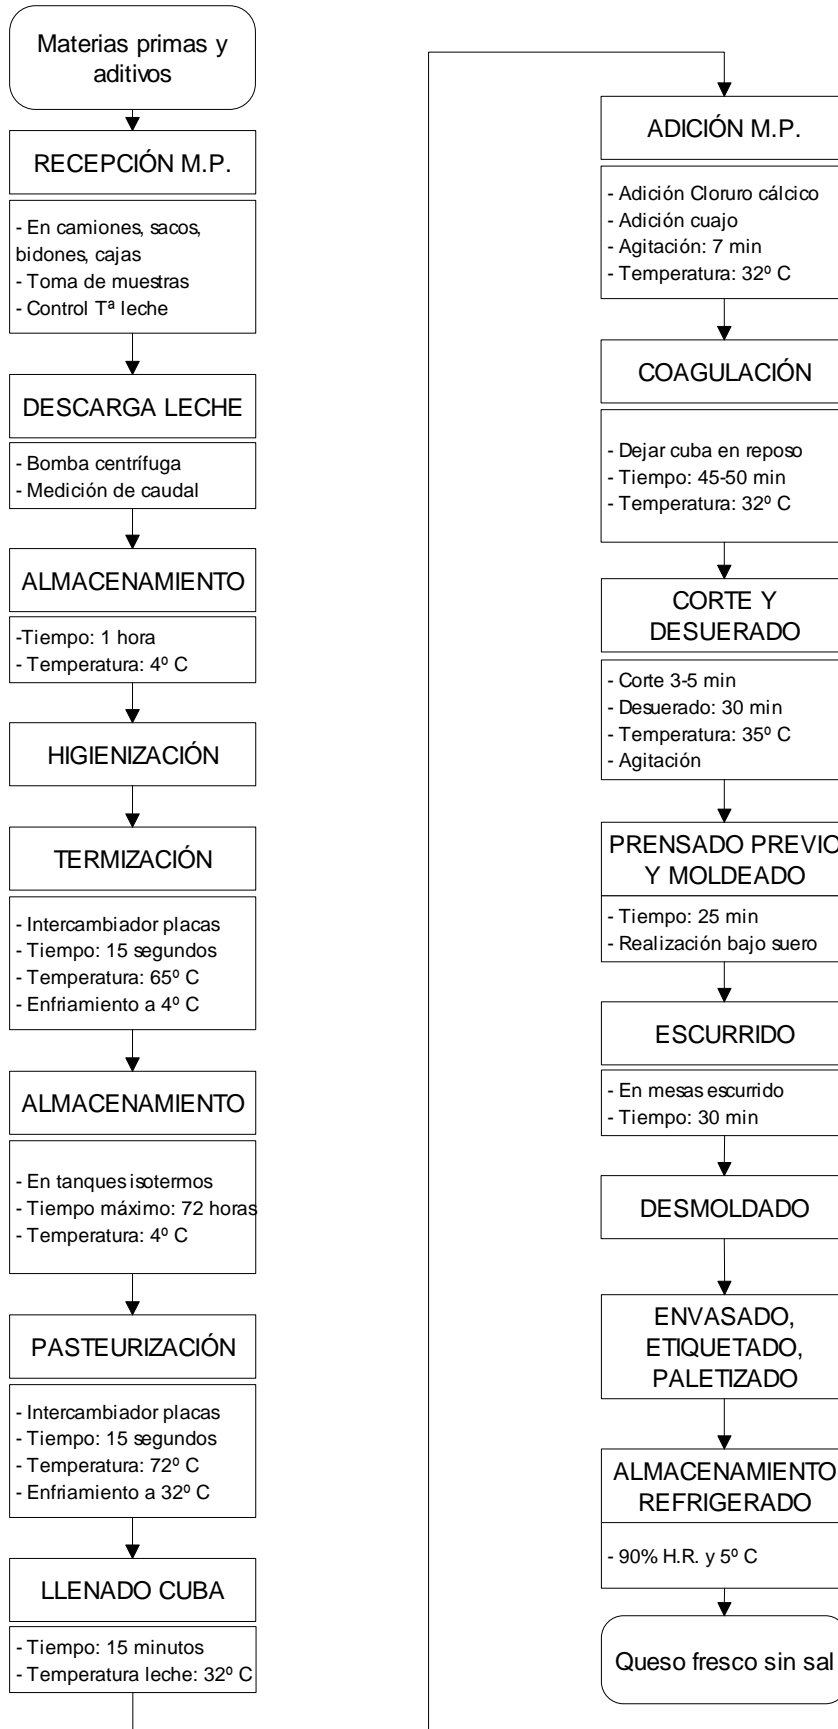 Materias primas y
aditivos
RECEPCIÓN M.P.
- En camiones, sacos,
bidones, cajas
- Toma de muestras
- Control Tª leche
DESCARGA LECHE
- Bomba centrífuga
- Medición de caudal
ALMACENAMIENTO
-Tiempo: 1 hora
- Temperatura: 4º C
HIGIENIZACIÓN
TERMIZACIÓN
- Intercambiador placas
- Tiempo: 15 segundos
- Temperatura: 65º C
- Enfriamiento a 4º C
ALMACENAMIENTO
- En tanques isotermos
- Tiempo máximo: 72 horas
- Temperatura: 4º C
PASTEURIZACIÓN
- Intercambiador placas
- Tiempo: 15 segundos
- Temperatura: 72º C
- Enfriamiento a 32º C
LLENADO CUBA
- Tiempo: 15 minutos
- Temperatura leche: 32º C
ADICIÓN M.P.
- Adición Cloruro cálcico
- Adición cuajo
- Agitación: 7 min
- Temperatura: 32º C
COAGULACIÓN
- Dejar cuba en reposo
- Tiempo: 45-50 min
- Temperatura: 32º C
CORTE Y
DESUERADO
- Corte 3-5 min
- Desuerado: 30 min
- Temperatura: 35º C
- Agitación
PRENSADO PREVIO
Y MOLDEADO
- Tiempo: 25 min
- Realización bajo suero
ESCURRIDO
- En mesas escurrido
- Tiempo: 30 min
DESMOLDADO
ENVASADO,
ETIQUETADO,
PALETIZADO
ALMACENAMIENTO
REFRIGERADO
- 90% H.R. y 5º C
Queso fresco sin sal